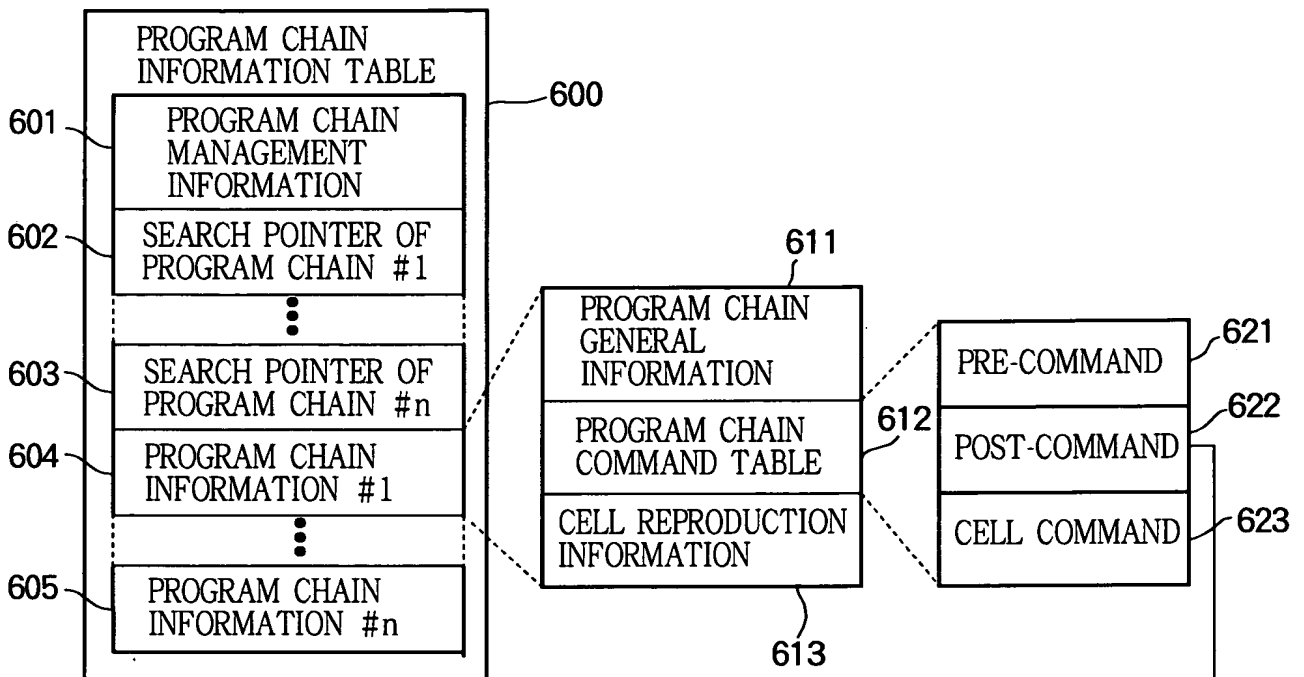 PROGRAM CHAIN
INFORMATION TABLE
600
601
PROGRAM CHAIN
MANAGEMENT
INFORMATION
602
SEARCH POINTER OF
PROGRAM CHAIN #1
603
SEARCH POINTER OF
PROGRAM CHAIN #n
604
PROGRAM CHAIN
INFORMATION #1
605
PROGRAM CHAIN
INFORMATION #n
611
PROGRAM CHAIN
GENERAL
INFORMATION
612
PROGRAM CHAIN
COMMAND TABLE
CELL REPRODUCTION
INFORMATION
613
PRE-COMMAND
621
622
POST-COMMAND
CELL COMMAND
623